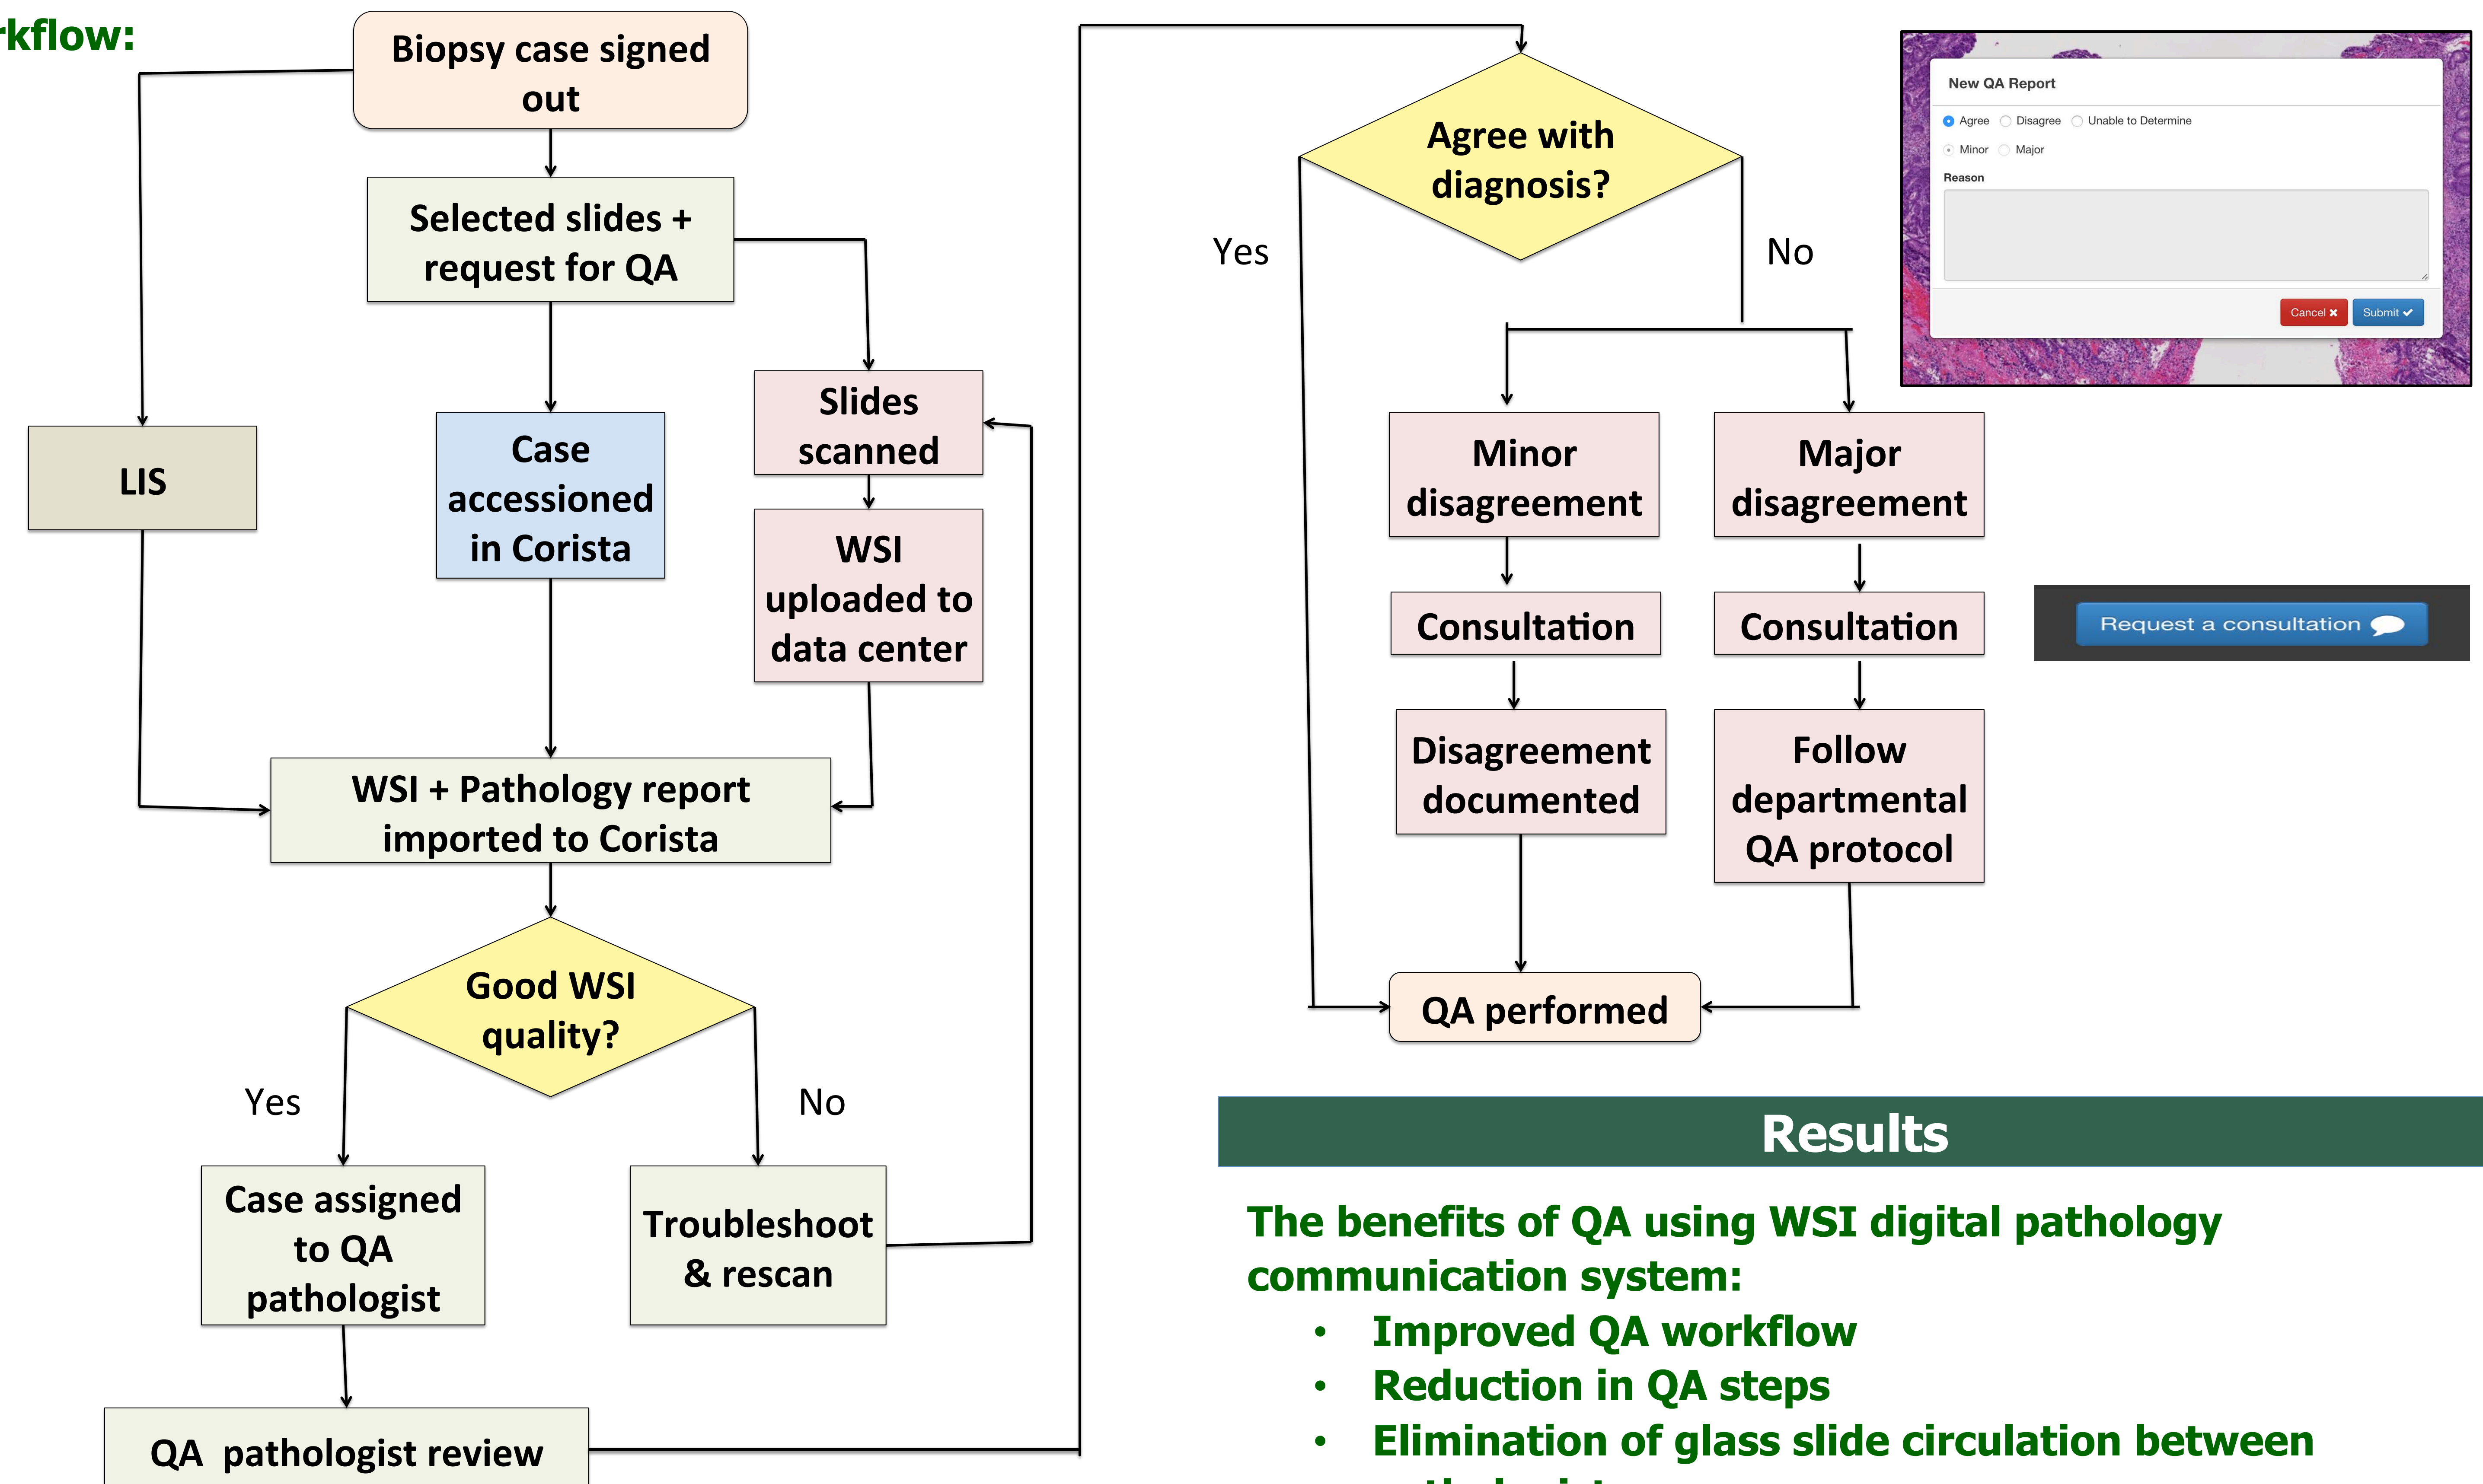 Biopsy case signed
out
Selected slides +
request for QA
LIS
Case
accessioned
in Corista
Slides
scanned
WSI
uploaded to
data center
WSI + Pathology report
imported to Corista
Good WSI
quality?
Yes
No
Case assigned
to QA
pathologist
Troubleshoot
& rescan
QA pathologist review
Agree with
diagnosis?
Yes
No
Minor
disagreement
Major
disagreement
Consultation
Consultation
Disagreement
documented
Follow
departmental
QA protocol
QA performed
New QA Report
Agree Disagree Unable to Determine
Minor Major
Reason
Cancel Submit
Request a consultation
Results
The benefits of QA using WSI digital pathology
communication system:
• Improved QA workflow
• Reduction in QA steps
• Elimination of glass slide circulation between